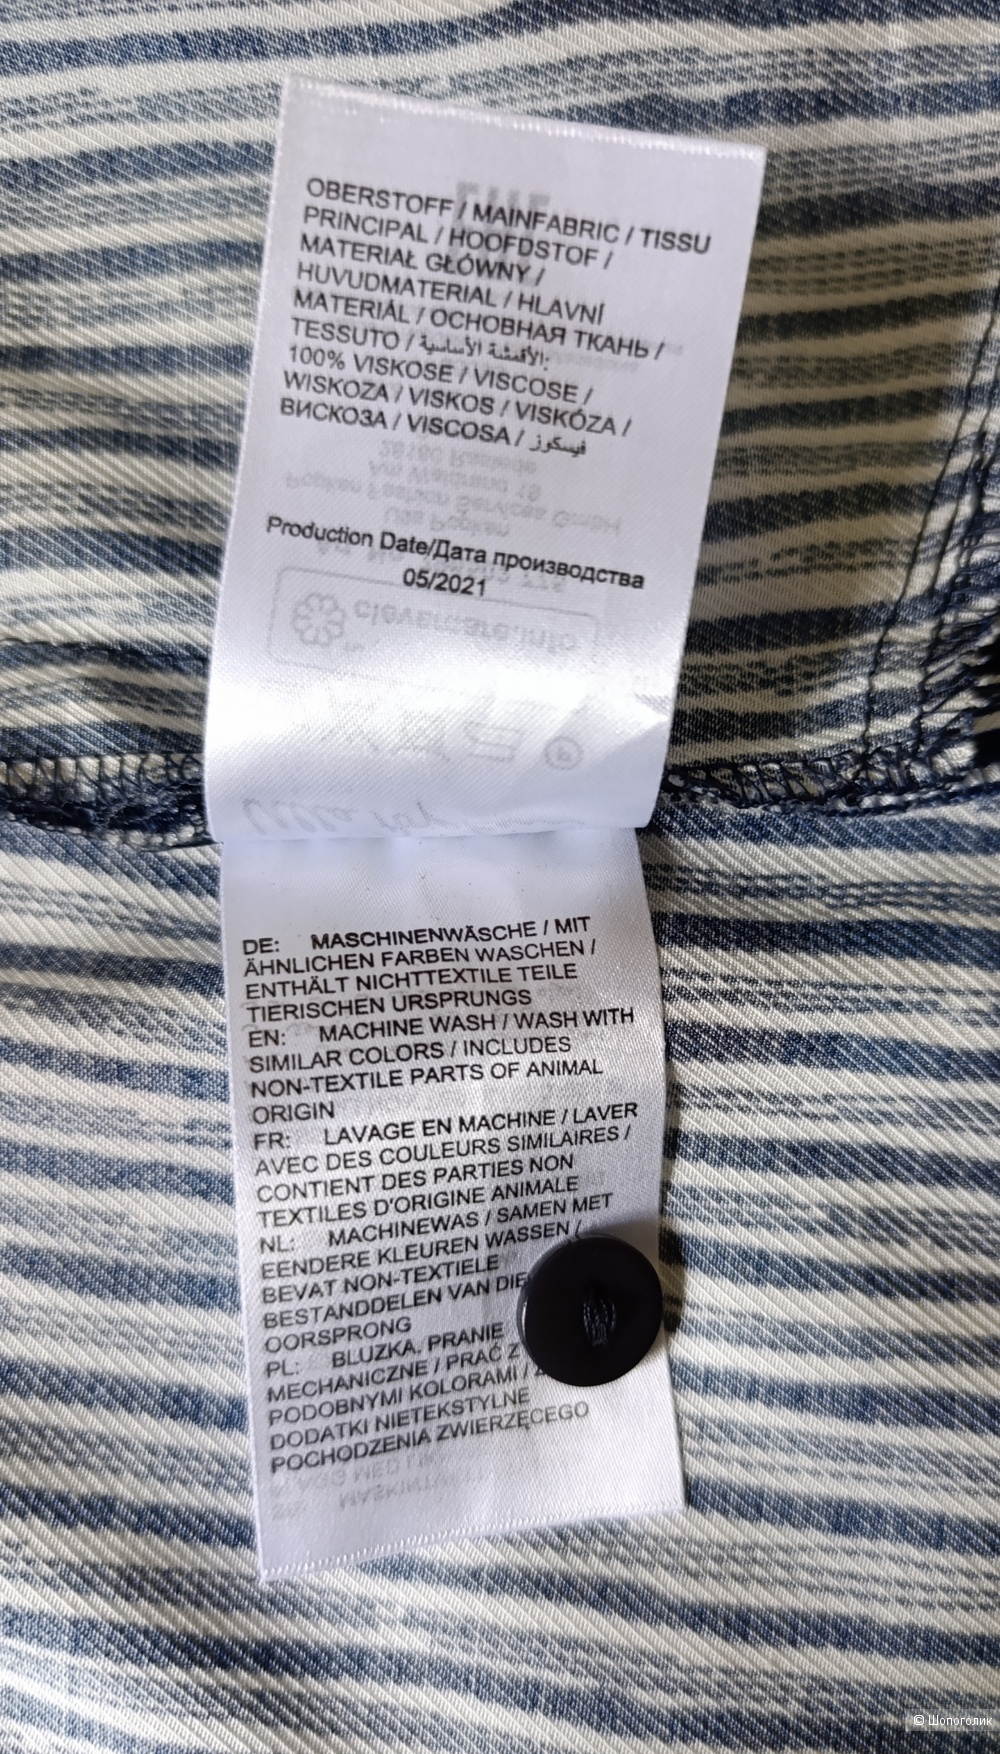 OBERSTOFF / MAINFABRIC / TISSU
PRINCIPAL / HOOFDSTOF /
MATERIAŁ GŁÓWNY /
HUVUDMATERIAL / HLAVNÍ
MATERIÁL / ОСНОВНАЯ ТКАНЬ /
TESSUTO / الأقمشة الأساسية:
100% VISKOSE / VISCOSE /
WISKOZA / VISKOS / VISKÓZA /
ВИСКОЗА / VISCOSA / فيسكوز
Production Date/Дата производства
05/2021
DE: MASCHINENWÄSCHE / MIT
ÄHNLICHEN FARBEN WASCHEN /
ENTHÄLT NICHTTEXTILE TEILE
TIERISCHEN URSPRUNGS
EN: MACHINE WASH / WASH WITH
SIMILAR COLORS / INCLUDES
NON-TEXTILE PARTS OF ANIMAL
ORIGIN
FR: LAVAGE EN MACHINE / LAVER
AVEC DES COULEURS SIMILAIRES /
CONTIENT DES PARTIES NON
TEXTILES D'ORIGINE ANIMALE
NL: MACHINEWAS / SAMEN MET
EENDERE KLEUREN WASSEN /
BEVAT NON-TEXTIELE
BESTANDDELEN VAN
OORSPRONG
PL: BLUZKA. PRANIE
MECHANICZNE / PRAĆ Z
PODOBNYMI KOLORAMI /
DODATKI NIETEKSTYLNE
POCHODZENIA ZWIERZĘCEGO
© Шопоголик